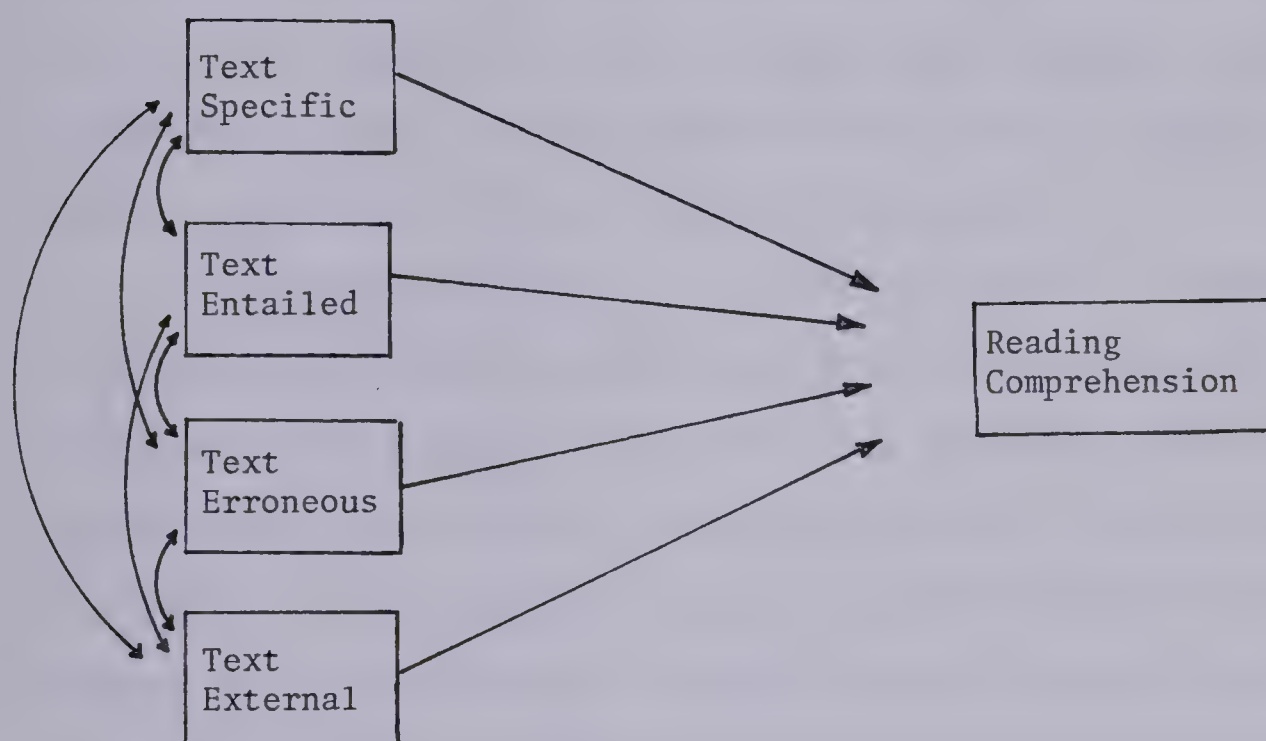 Text
Specific
Text
Entailed
Text
Erroneous
Text
External
Reading
Comprehension